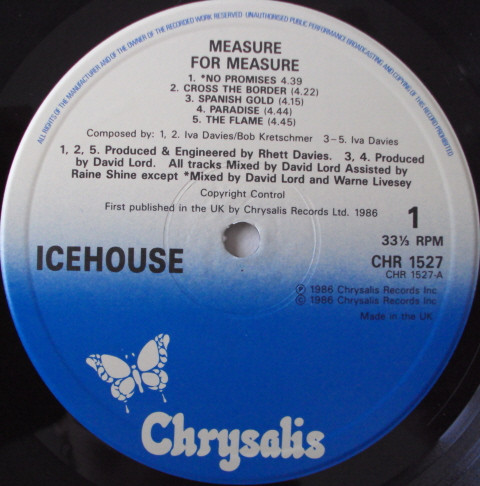 ALL RIGHTS OF THE MANUFACTURER AND OF THE OWNER OF THE RECORDED WORK RESERVED · UNAUTHORISED PUBLIC PERFORMANCE BROADCASTING AND COPYING OF THIS RECORD PROHIBITED
MEASURE
FOR MEASURE
1. *NO PROMISES 4.39
2. CROSS THE BORDER (4.22)
3. SPANISH GOLD (4.15)
4. PARADISE (4.44)
5. THE FLAME (4.45)
Composed by: 1, 2. Iva Davies/Bob Kretschmer 3–5. Iva Davies
1, 2, 5. Produced & Engineered by Rhett Davies. 3, 4. Produced
by David Lord. All tracks Mixed by David Lord Assisted by
Raine Shine except *Mixed by David Lord and Warne Livesey
Copyright Control
First published in the UK by Chrysalis Records Ltd. 1986
1
33⅓ RPM
ICEHOUSE
CHR 1527
CHR 1527-A
℗ 1986 Chrysalis Records Inc.
© 1986 Chrysalis Records Inc.
Made in the UK
Chrysalis